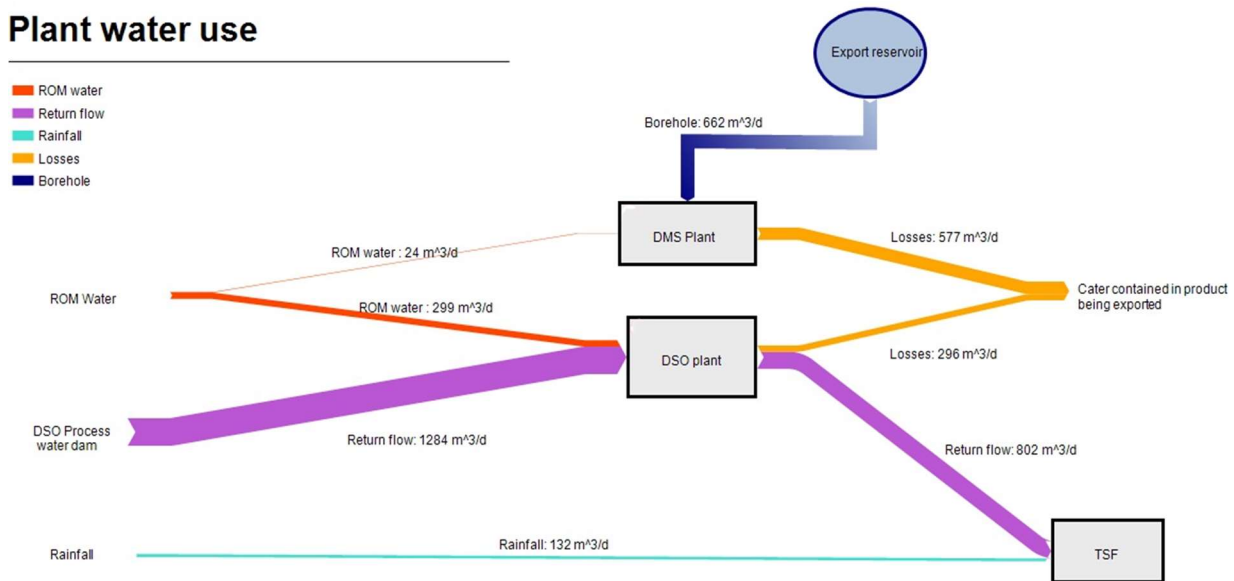 Plant water use
ROM water
Return flow
Rainfall
Losses
Borehole
Export reservoir
Borehole: 662 m^3/d
DMS Plant
ROM water : 24 m^3/d
Losses: 577 m^3/d
ROM Water
ROM water : 299 m^3/d
Cater contained in product
being exported
DSO plant
Losses: 296 m^3/d
DSO Process
water dam
Return flow: 1284 m^3/d
Return flow: 802 m^3/d
Rainfall
Rainfall: 132 m^3/d
TSF